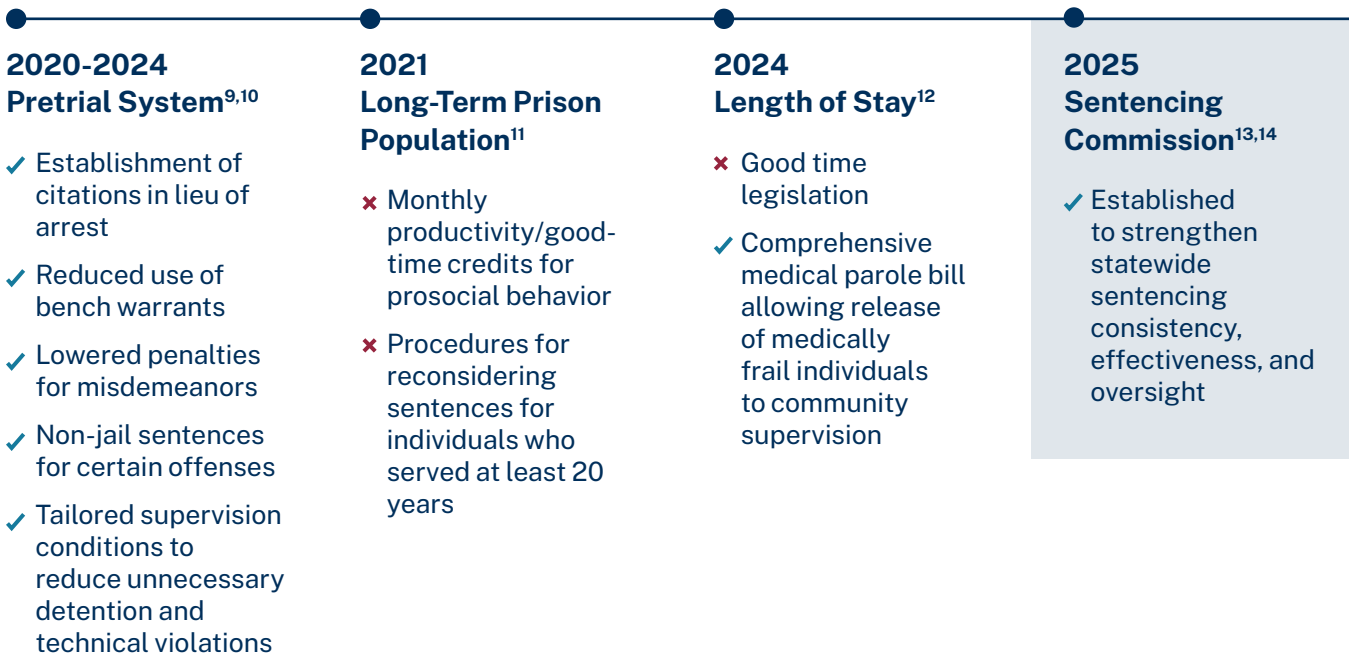 2020-2024
Pretrial System9,10
✓ Establishment of
citations in lieu of
arrest
✓ Reduced use of
bench warrants
✓ Lowered penalties
for misdemeanors
✓ Non-jail sentences
for certain offenses
✓ Tailored supervision
conditions to
reduce unnecessary
detention and
technical violations
2021
Long-Term Prison
Population11
× Monthly
productivity/good-
time credits for
prosocial behavior
× Procedures for
reconsidering
sentences for
individuals who
served at least 20
years
2024
Length of Stay12
× Good time
legislation
✓ Comprehensive
medical parole bill
allowing release
of medically
frail individuals
to community
supervision
2025
Sentencing
Commission13,14
✓ Established
to strengthen
statewide
sentencing
consistency,
effectiveness, and
oversight